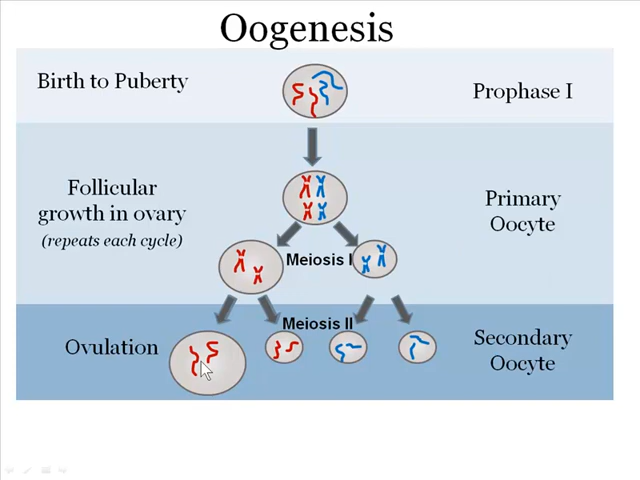 Oogenesis
Birth to Puberty
Prophase I
Follicular
growth in ovary
(repeats each cycle)
Primary
Oocyte
Meiosis I
Meiosis II
Ovulation
Secondary
Oocyte